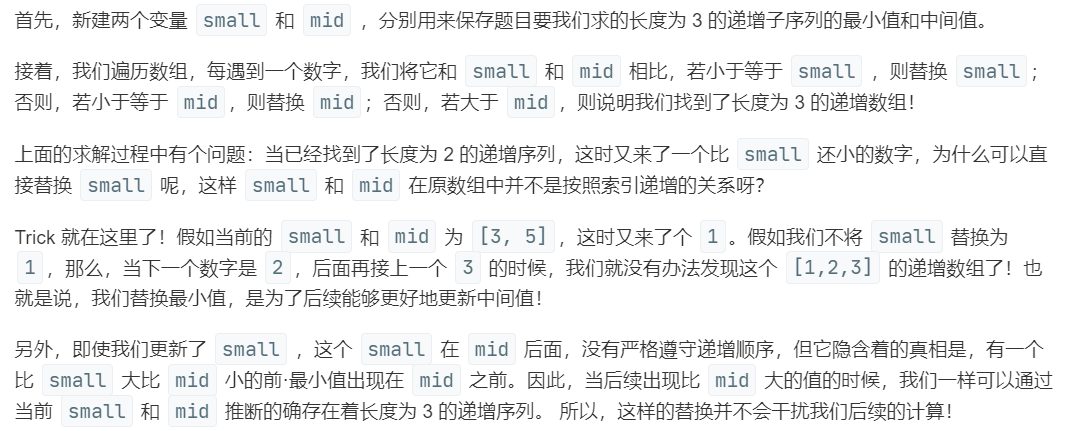 首先，新建两个变量 small 和 mid ，分别用来保存题目要我们求的长度为 3 的递增子序列的最小值和中间值。
接着，我们遍历数组，每遇到一个数字，我们将它和 small 和 mid 相比，若小于等于 small ，则替换 small；
否则，若小于等于 mid，则替换 mid；否则，若大于 mid，则说明我们找到了长度为 3 的递增数组！
上面的求解过程中有个问题：当已经找到了长度为 2 的递增序列，这时又来了一个比 small 还小的数字，为什么可以直
接替换 small 呢，这样 small 和 mid 在原数组中并不是按照索引递增的关系呀？
Trick 就在这里了！假如当前的 small 和 mid 为 [3, 5]，这时又来了个 1。假如我们不将 small 替换为
1，那么，当下一个数字是 2，后面再接上一个 3 的时候，我们就没有办法发现这个 [1,2,3] 的递增数组了！也
就是说，我们替换最小值，是为了后续能够更好地更新中间值！
另外，即使我们更新了 small ，这个 small 在 mid 后面，没有严格遵守递增顺序，但它隐含着的真相是，有一个
比 small 大比 mid 小的前·最小值出现在 mid 之前。因此，当后续出现比 mid 大的值的时候，我们一样可以通过
当前 small 和 mid 推断的确存在着长度为 3 的递增序列。 所以，这样的替换并不会干扰我们后续的计算！